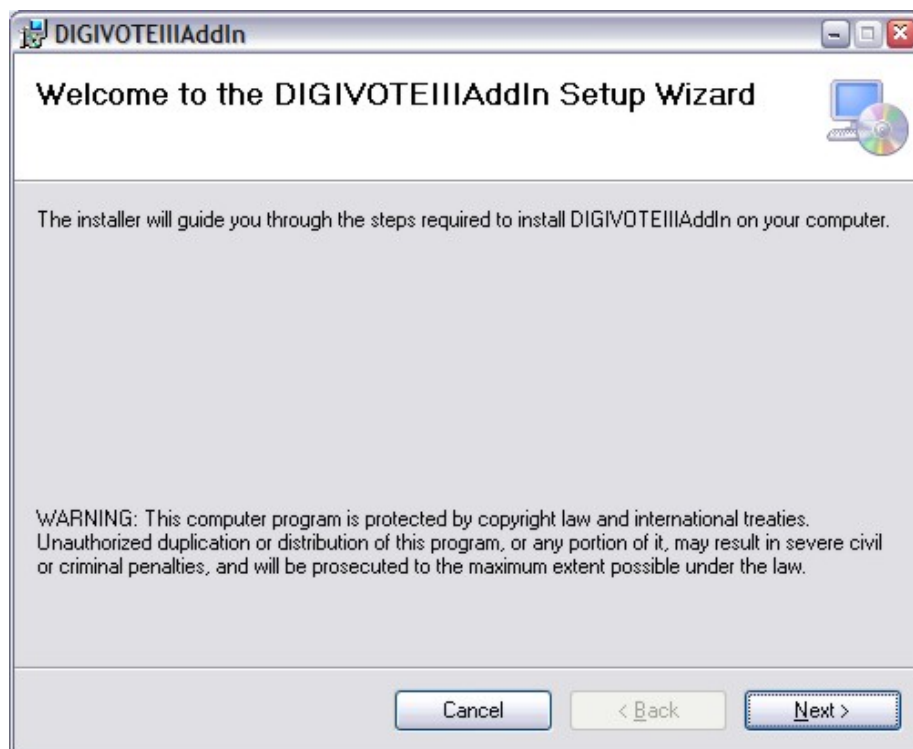 DIGIVOTEIIIAddIn
Welcome to the DIGIVOTEIIIAddIn Setup Wizard
The installer will guide you through the steps required to install DIGIVOTEIIIAddIn on your computer.
WARNING: This computer program is protected by copyright law and international treaties.
Unauthorized duplication or distribution of this program, or any portion of it, may result in severe civil
or criminal penalties, and will be prosecuted to the maximum extent possible under the law.
Cancel < Back Next >